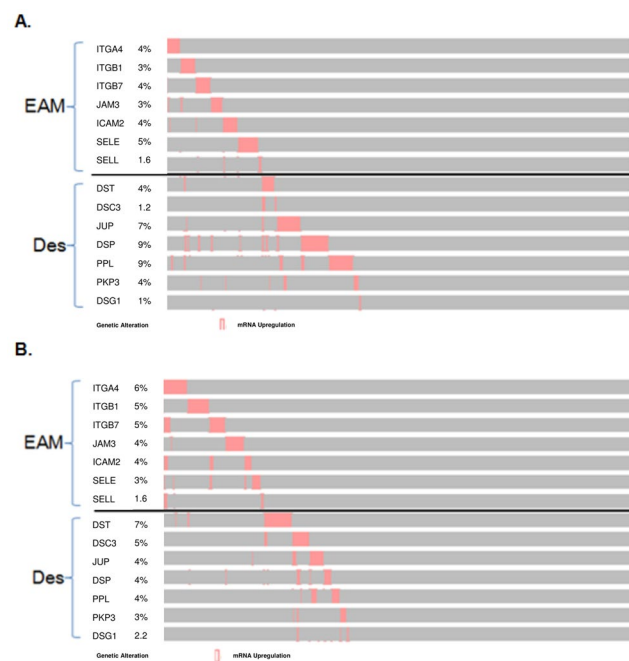 A.
EAM
ITGA4 4%
ITGB1 3%
ITGB7 4%
JAM3 3%
ICAM2 4%
SELE 5%
SELL 1.6
Des
DST 4%
DSC3 1.2
JUP 7%
DSP 9%
PPL 9%
PKP3 4%
DSG1 1%
Genetic Alteration mRNA Upregulation
B.
EAM
ITGA4 6%
ITGB1 5%
ITGB7 5%
JAM3 4%
ICAM2 4%
SELE 3%
SELL 1.6
Des
DST 7%
DSC3 5%
JUP 4%
DSP 4%
PPL 4%
PKP3 3%
DSG1 2.2
Genetic Alteration mRNA Upregulation